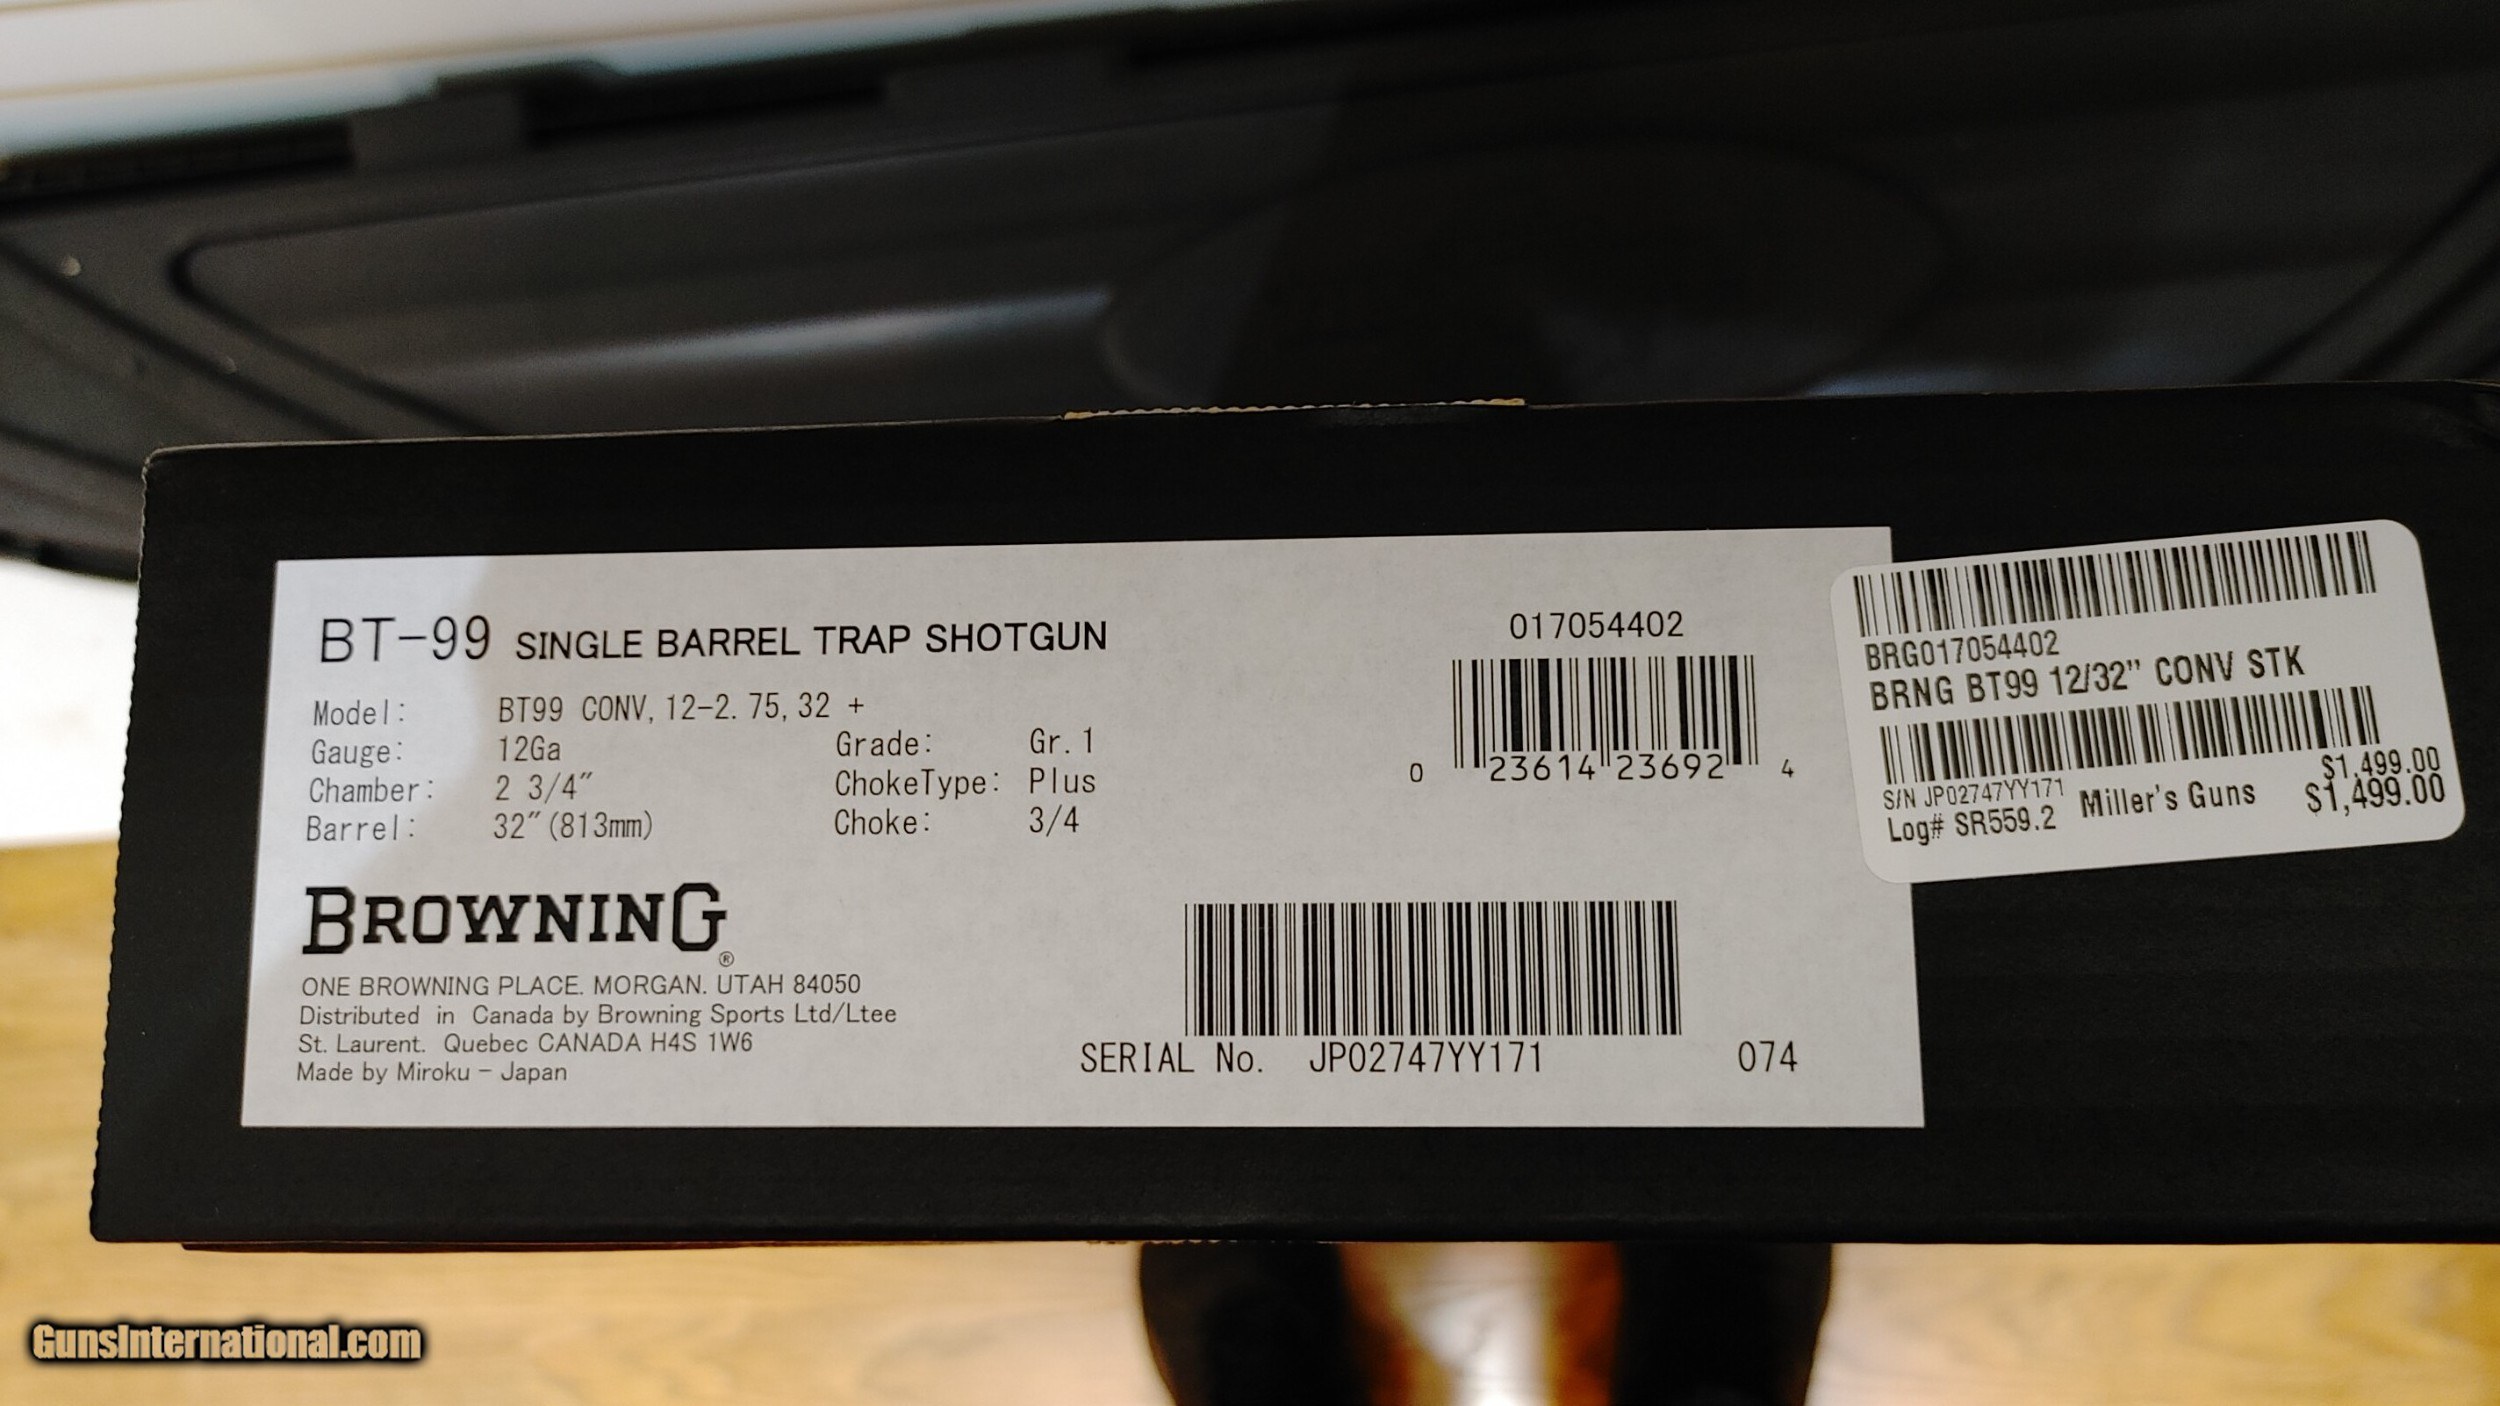 BT-99 SINGLE BARREL TRAP SHOTGUN
Model: BT99 CONV, 12-2.75, 32 +
Gauge: 12Ga Grade: Gr.1
Chamber: 2 3/4" ChokeType: Plus
Barrel: 32"(813mm) Choke: 3/4
BROWNING®
ONE BROWNING PLACE. MORGAN. UTAH 84050
Distributed in Canada by Browning Sports Ltd/Ltee
St. Laurent. Quebec CANADA H4S 1W6
Made by Miroku - Japan
017054402
0 23614 23692 4
SERIAL No. JP02747YY171 074
BRG017054402
BRNG BT99 12/32" CONV STK
$1,499.00
S/N JP02747YY171
Log# SR559.2 Miller's Guns $1,499.00
GunsInternational.com